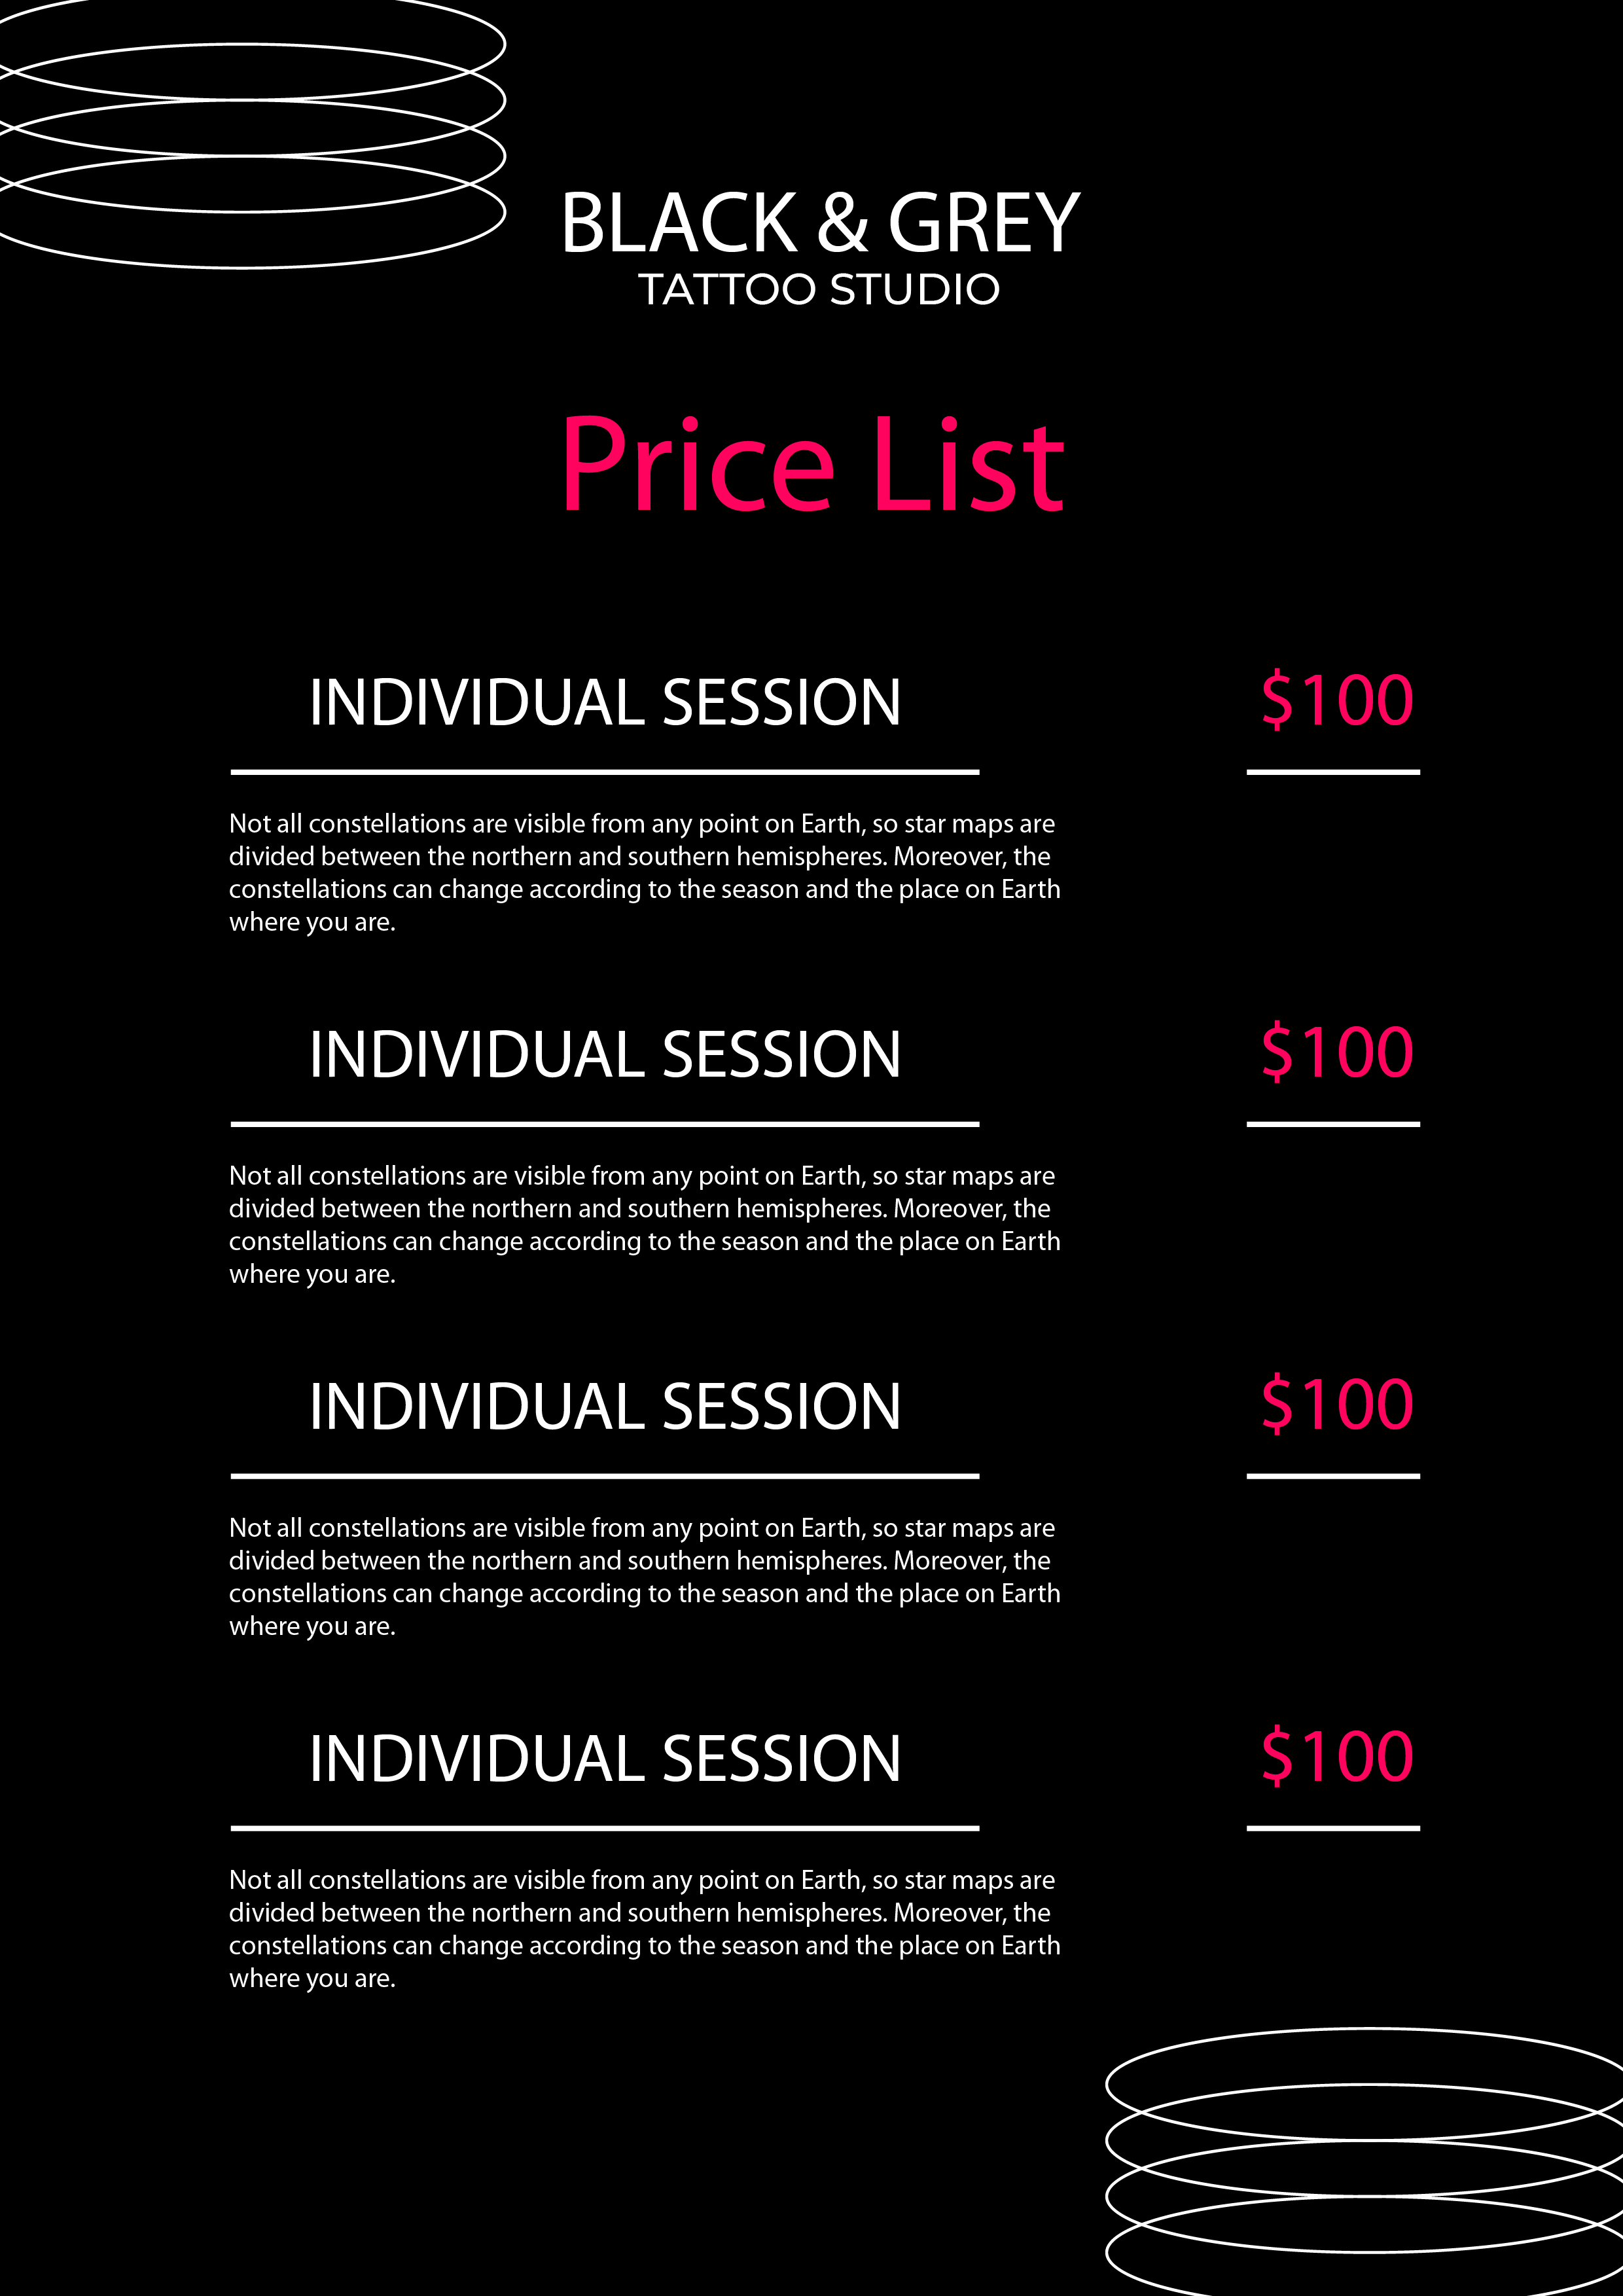 BLACK & GREY
TATTOO STUDIO
Price List
INDIVIDUAL SESSION $100
Not all constellations are visible from any point on Earth, so star maps are
divided between the northern and southern hemispheres. Moreover, the
constellations can change according to the season and the place on Earth
where you are.
INDIVIDUAL SESSION $100
Not all constellations are visible from any point on Earth, so star maps are
divided between the northern and southern hemispheres. Moreover, the
constellations can change according to the season and the place on Earth
where you are.
INDIVIDUAL SESSION $100
Not all constellations are visible from any point on Earth, so star maps are
divided between the northern and southern hemispheres. Moreover, the
constellations can change according to the season and the place on Earth
where you are.
INDIVIDUAL SESSION $100
Not all constellations are visible from any point on Earth, so star maps are
divided between the northern and southern hemispheres. Moreover, the
constellations can change according to the season and the place on Earth
where you are.